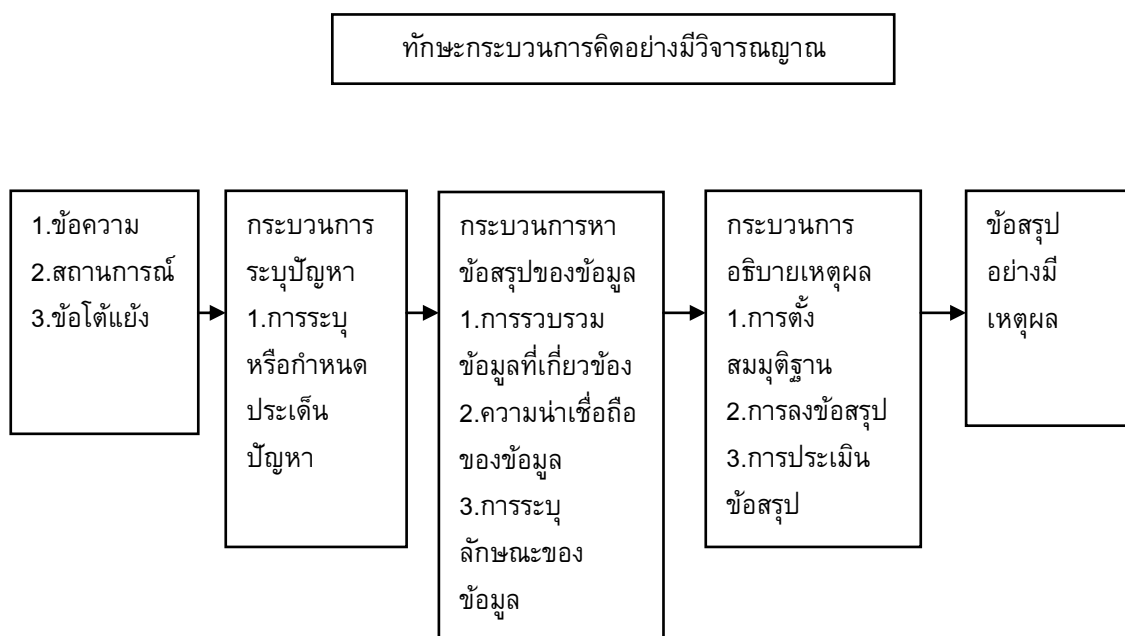 ทักษะกระบวนการคิดอย่างมีวิจารณญาณ
1.ข้อความ
2.สถานการณ์
3.ข้อโต้แย้ง
กระบวนการ
ระบุปัญหา
1.การระบุ
หรือกำหนด
ประเด็น
ปัญหา
กระบวนการหา
ข้อสรุปของข้อมูล
1.การรวบรวม
ข้อมูลที่เกี่ยวข้อง
2.ความน่าเชื่อถือ
ของข้อมูล
3.การระบุ
ลักษณะของ
ข้อมูล
กระบวนการ
อธิบายเหตุผล
1.การตั้ง
สมมุติฐาน
2.การลงข้อสรุป
3.การประเมิน
ข้อสรุป
ข้อสรุป
อย่างมี
เหตุผล